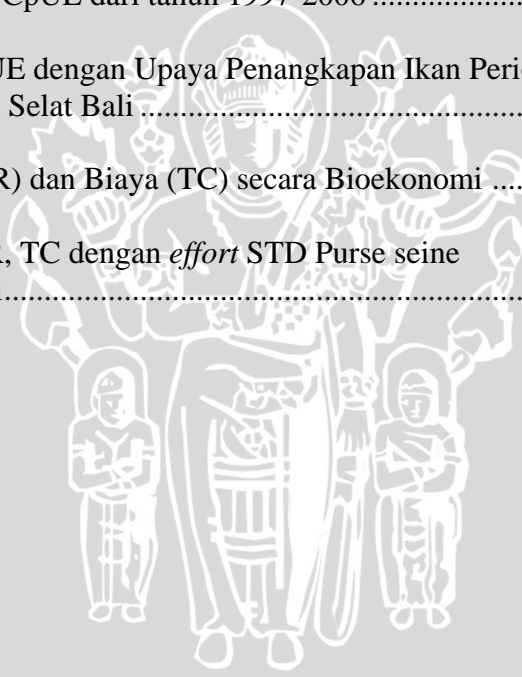 CpUE dari tahun 1997-2006 ....................
UE dengan Upaya Penangkapan Ikan Perio
Selat Bali ..........................................................
R) dan Biaya (TC) secara Bioekonomi ....
R, TC dengan effort STD Purse seine
..............................................................................